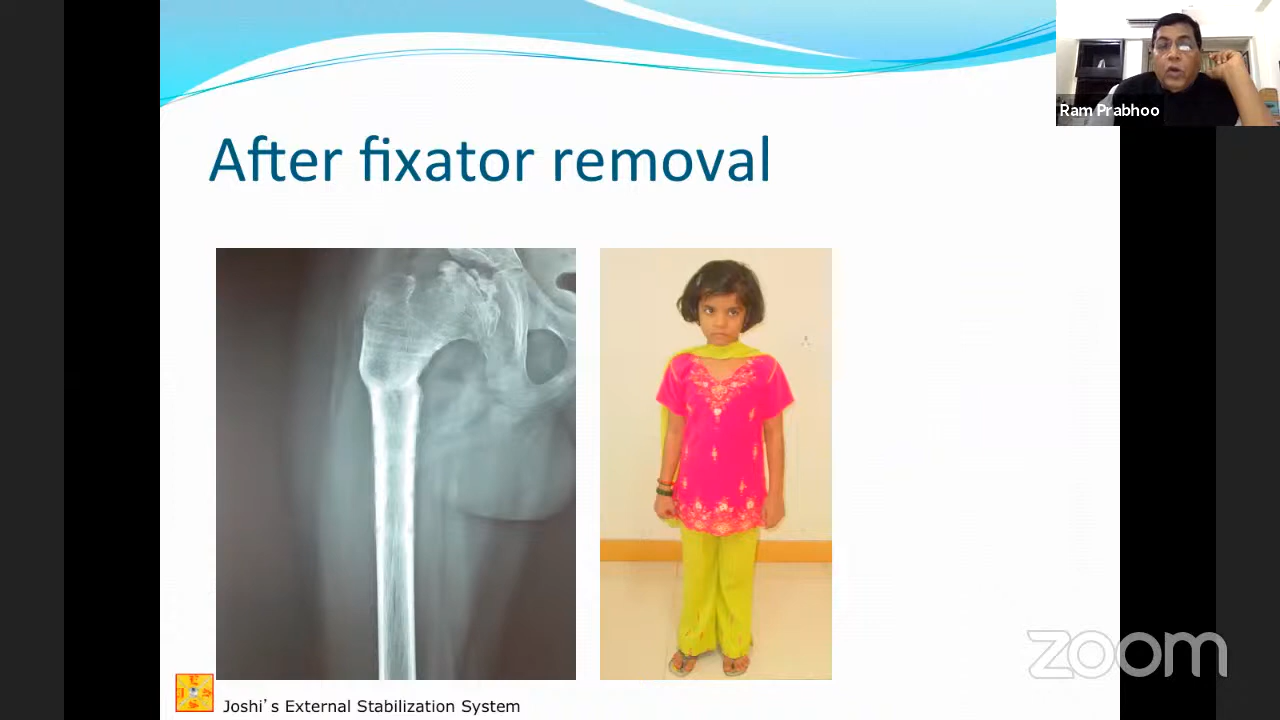 Ram Prabhoo
After fixator removal
Joshi's External Stabilization System
zoom